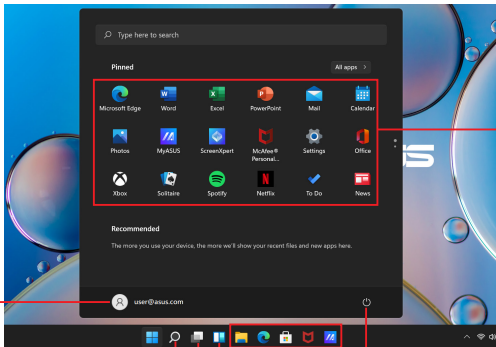 Type here to search
Pinned
All apps >
Microsoft Edge
Word
Excel
PowerPoint
Mail
Calendar
Photos
MyASUS
ScreenXpert
McAfee®
Personal...
Settings
Office
Xbox
Solitaire
Spotify
Netflix
To Do
News
Recommended
The more you use your device, the more we'll show your recent files and new apps here.
user@asus.com